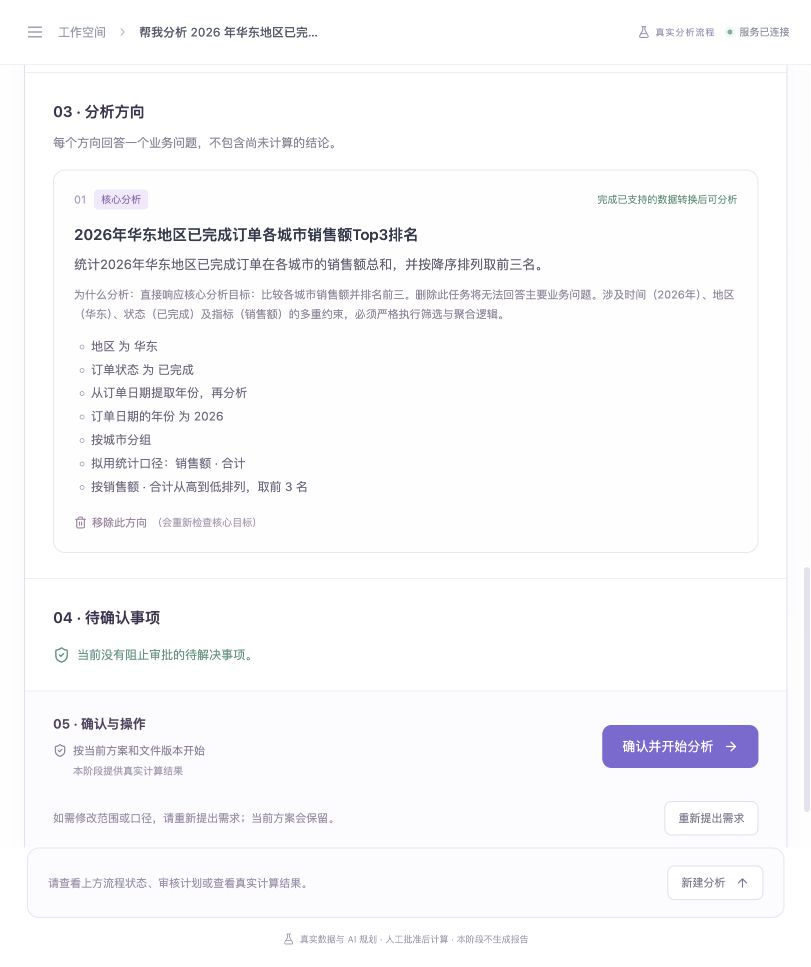 工作空间 > 帮我分析 2026 年华东地区已完... 真实分析流程 服务已连接
03 · 分析方向
每个方向回答一个业务问题，不包含尚未计算的结论。
01 核心分析 完成已支持的数据转换后可分析
2026年华东地区已完成订单各城市销售额Top3排名
统计2026年华东地区已完成订单在各城市的销售额总和，并按降序排列取前三名。
为什么分析：直接响应核心分析目标：比较各城市销售额并排名前三。删除此任务将无法回答主要业务问题。涉及时间（2026年）、地区
（华东）、状态（已完成）及指标（销售额）的多重约束，必须严格执行筛选与聚合逻辑。
地区 为 华东
订单状态 为 已完成
从订单日期提取年份，再分析
订单日期的年份 为 2026
按城市分组
拟用统计口径：销售额 · 合计
按销售额 · 合计从高到低排列，取前 3 名
移除此方向 （会重新检查核心目标）
04 · 待确认事项
当前没有阻止审批的待解决事项。
05 · 确认与操作
按当前方案和文件版本开始
本阶段提供真实计算结果
确认并开始分析 →
如需修改范围或口径，请重新提出需求；当前方案会保留。
重新提出需求
请查看上方流程状态、审核计划或查看真实计算结果。
新建分析 ↑
真实数据与 AI 规划 · 人工批准后计算 · 本阶段不生成报告